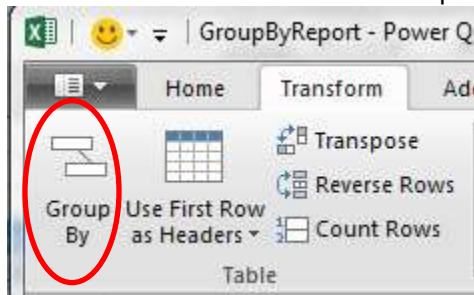 GroupByReport - Power Q
Home Transform Ad
Group By
Use First Row as Headers
Transpose
Reverse Rows
Count Rows
Table